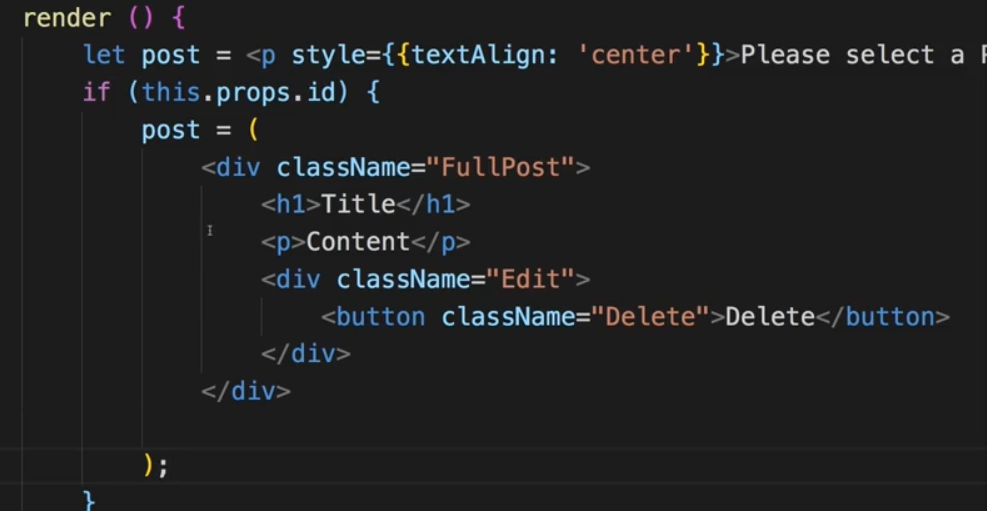 render () {
let post = <p style={{textAlign: 'center'}}>Please select a
if (this.props.id) {
post = (
<div className="FullPost">
<h1>Title</h1>
<p>Content</p>
<div className="Edit">
<button className="Delete">Delete</button>
</div>
</div>
);
}